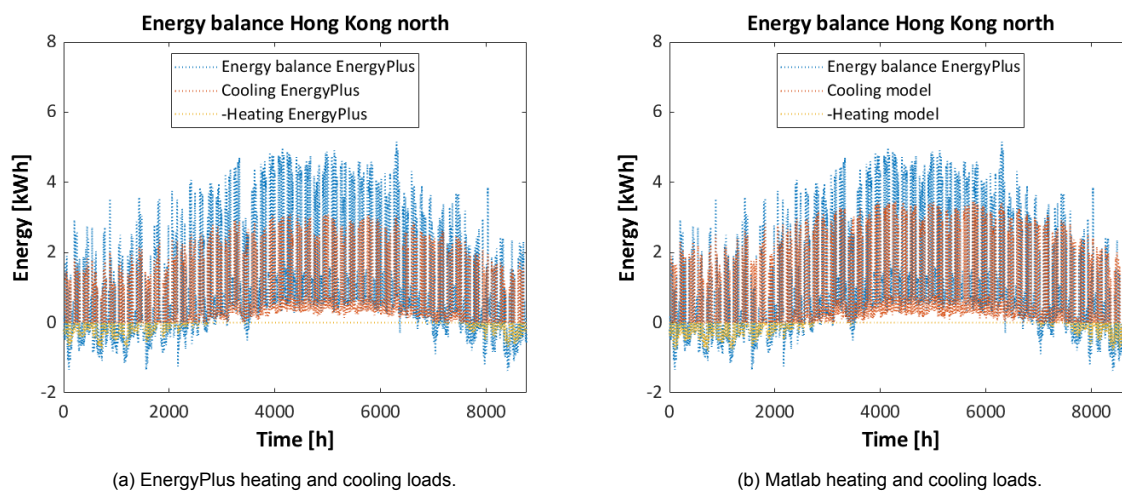 Energy balance Hong Kong north
8
6
4
2
0
-2
Energy [kWh]
Energy balance EnergyPlus
Cooling EnergyPlus
-Heating EnergyPlus
0
2000
4000
6000
8000
Time [h]
(a) EnergyPlus heating and cooling loads.
Energy balance Hong Kong north
8
6
4
2
0
-2
Energy [kWh]
Energy balance EnergyPlus
Cooling model
-Heating model
0
2000
4000
6000
8000
Time [h]
(b) Matlab heating and cooling loads.